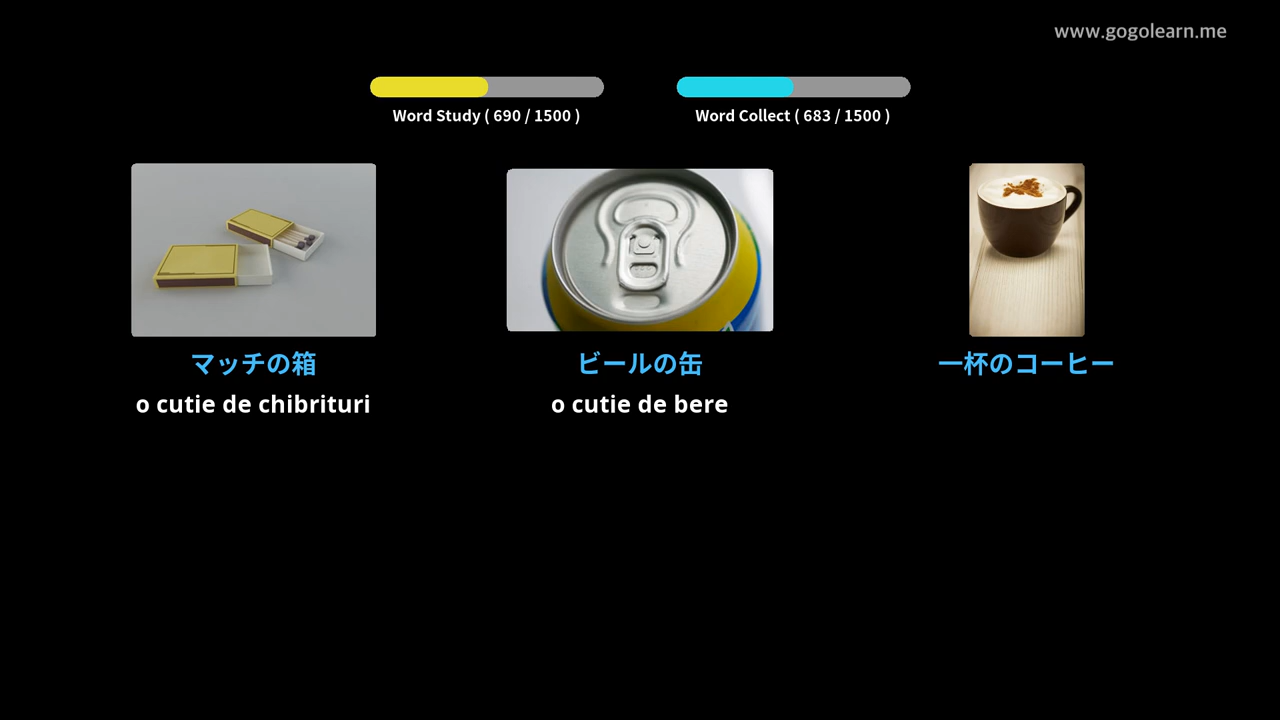 www.gogolearn.me
Word Study ( 690 / 1500 )
Word Collect ( 683 / 1500 )
マッチの箱
ビールの缶
一杯のコーヒー
o cutie de chibrituri
o cutie de bere